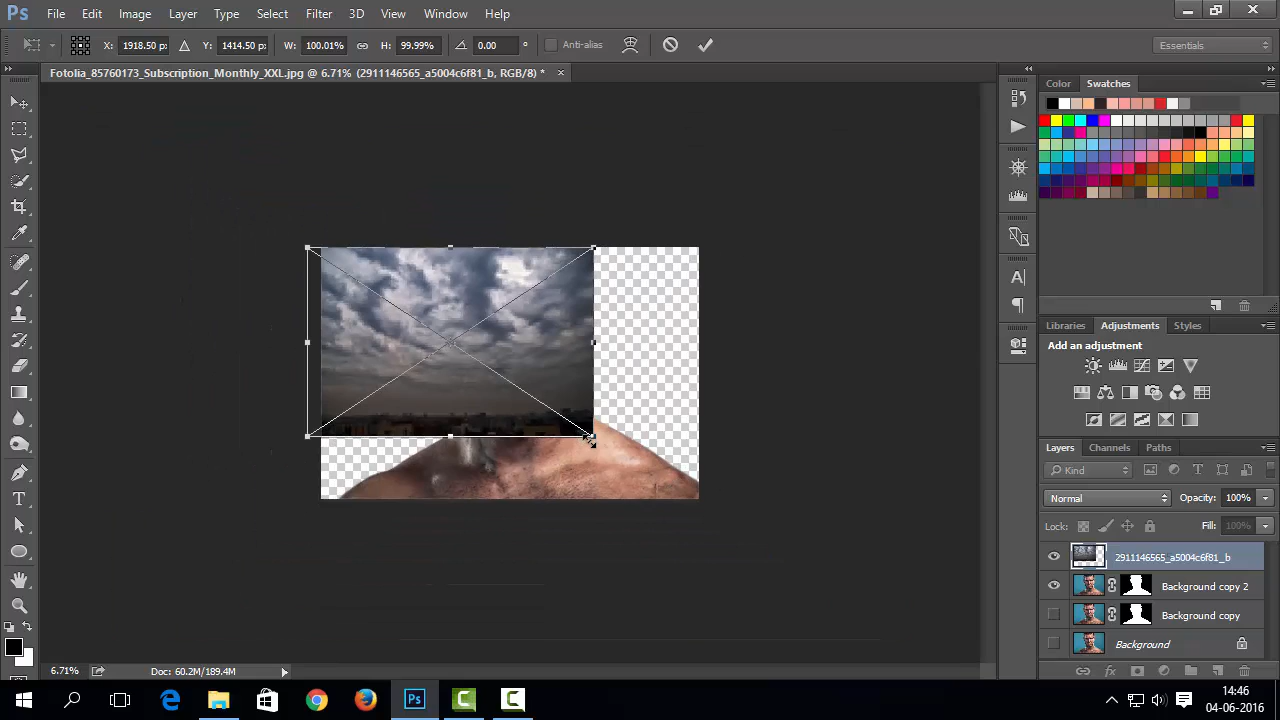 Ps File Edit Image Layer Type Select Filter 3D View Window Help
X: 1918.50 px Y: 1414.50 px W: 100.01% H: 99.99% 0.00 ° Anti-alias Essentials
Fotolia_85760173_Subscription_Monthly_XXL.jpg @ 6.71% (2911146565_a5004c6f81_b, RGB/8) *
Color Swatches
Libraries Adjustments Styles
Add an adjustment
Layers Channels Paths
Kind
Normal Opacity: 100%
Lock: Fill: 100%
2911146565_a5004c6f81_b
Background copy 2
Background copy
Background
6.71% Doc: 60.2M/189.4M
14:46
04-06-2016